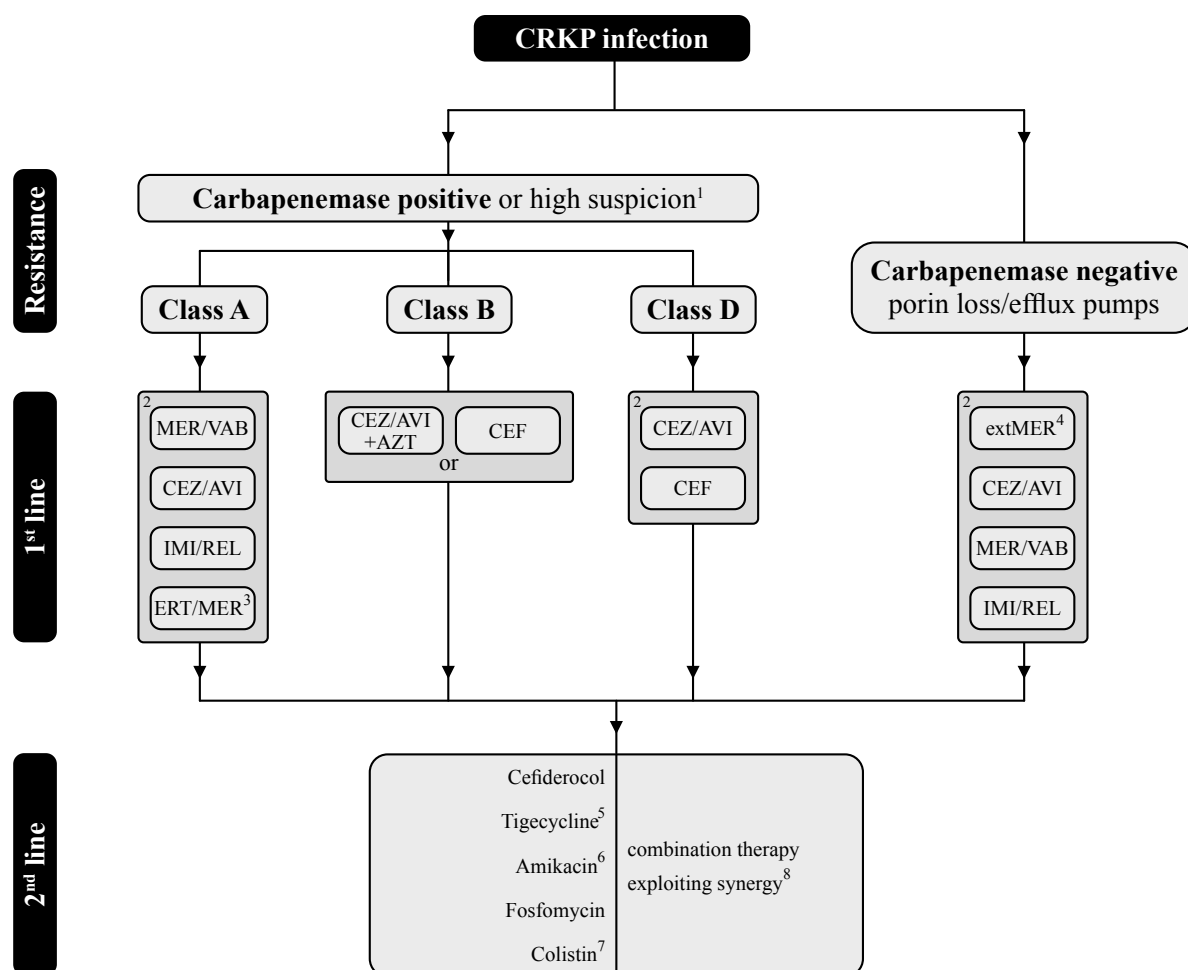 CRKP infection
Resistance
Carbapenemase positive or high suspicion¹
Carbapenemase negative
porin loss/efflux pumps
Class A
Class B
Class D
1st line
2
MER/VAB
CEZ/AVI
IMI/REL
ERT/MER³
CEZ/AVI
+AZT
CEF
or
2
CEZ/AVI
CEF
2
extMER⁴
CEZ/AVI
MER/VAB
IMI/REL
2nd line
Cefiderocol
Tigecycline⁵
Amikacin⁶
Fosfomycin
Colistin⁷
combination therapy
exploiting synergy⁸